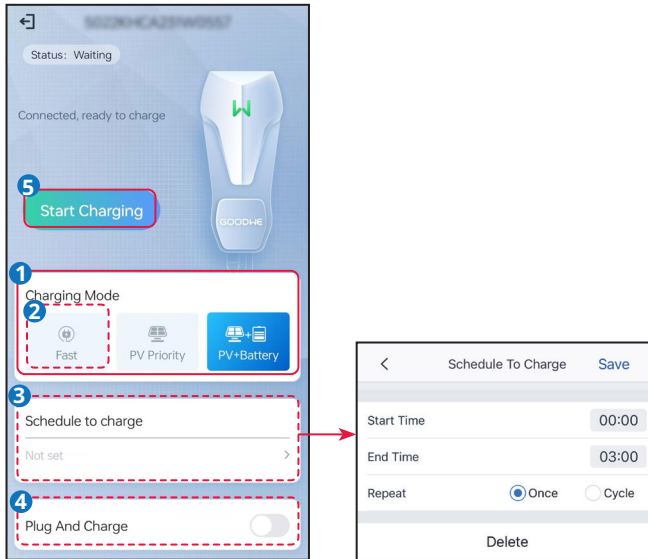 Status: Waiting
Connected, ready to charge
W
GOODWE
5
Start Charging
1
Charging Mode
2
Fast
PV Priority
PV+Battery
3
Schedule to charge
Not set
4
Plug And Charge
Schedule To Charge
Save
Start Time
00:00
End Time
03:00
Repeat
Once
Cycle
Delete